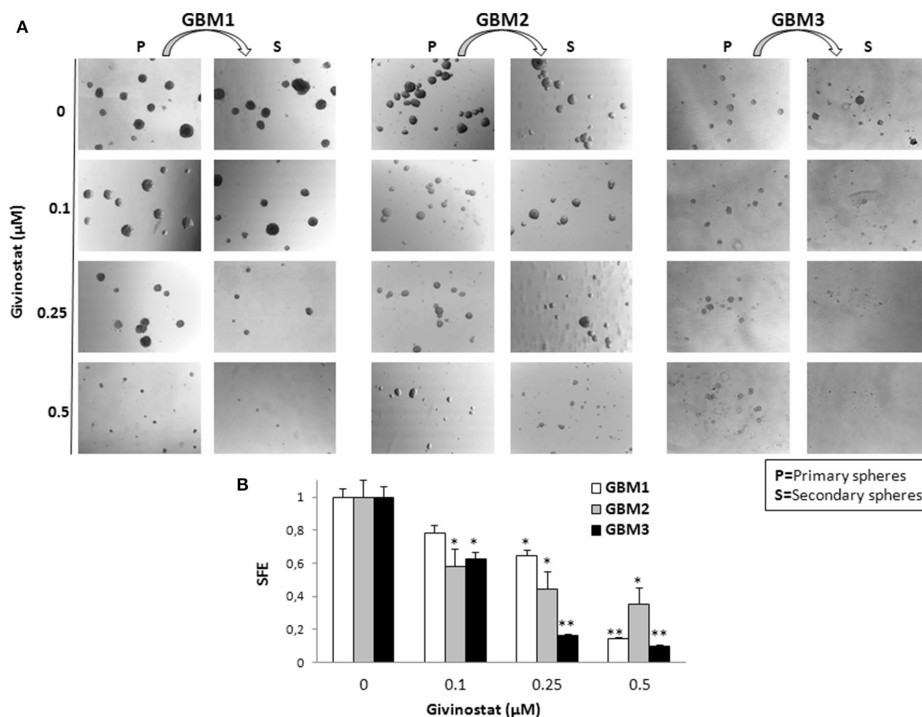 A
GBM1 GBM2 GBM3
P S P S P S
0
0.1
0.25
0.5
Givinostat (µM)
P=Primary spheres
S=Secondary spheres
B
GBM1
GBM2
GBM3
SFE
1
0,8
0,6
0,4
0,2
0
* *
* * **
** * **
0 0.1 0.25 0.5
Givinostat (µM)